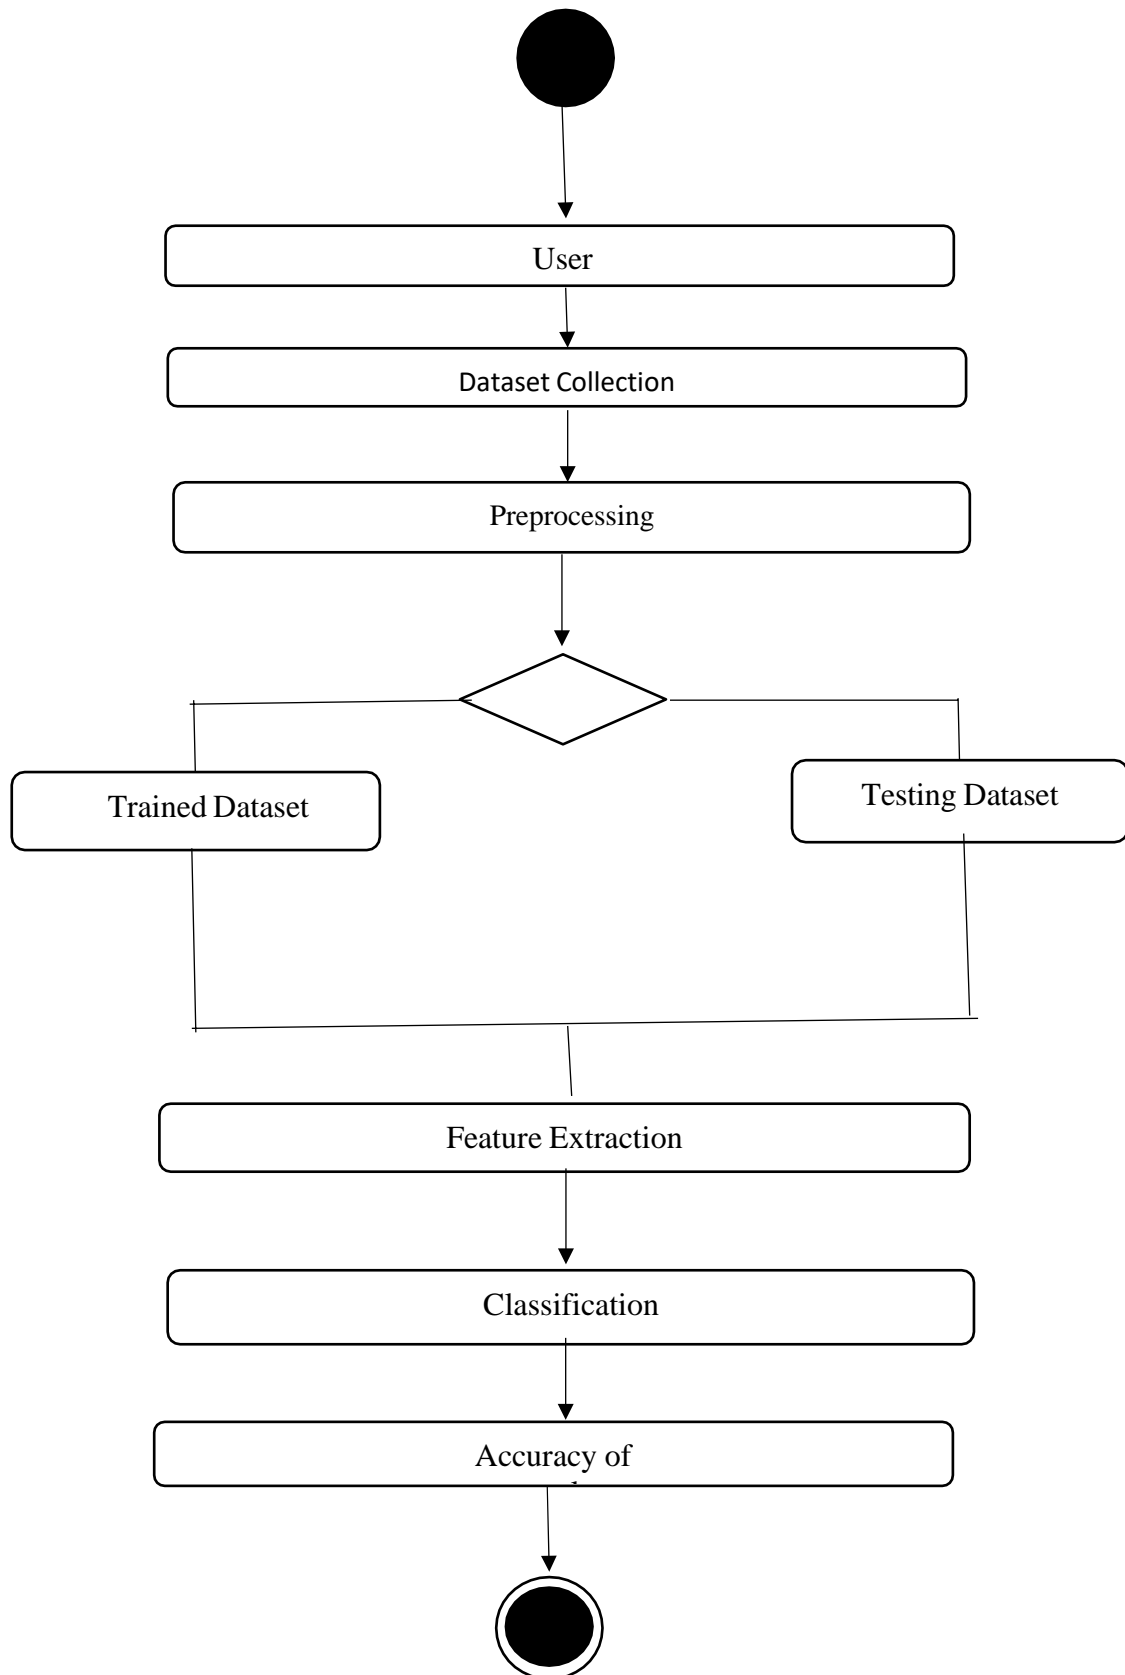 User
Dataset Collection
Preprocessing
Trained Dataset
Testing Dataset
Feature Extraction
Classification
Accuracy of